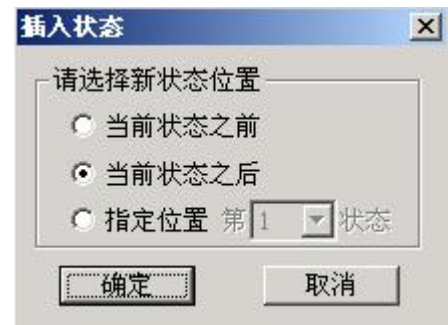 插入状态
请选择新状态位置
当前状态之前
当前状态之后
指定位置 第 1 状态
确定 取消